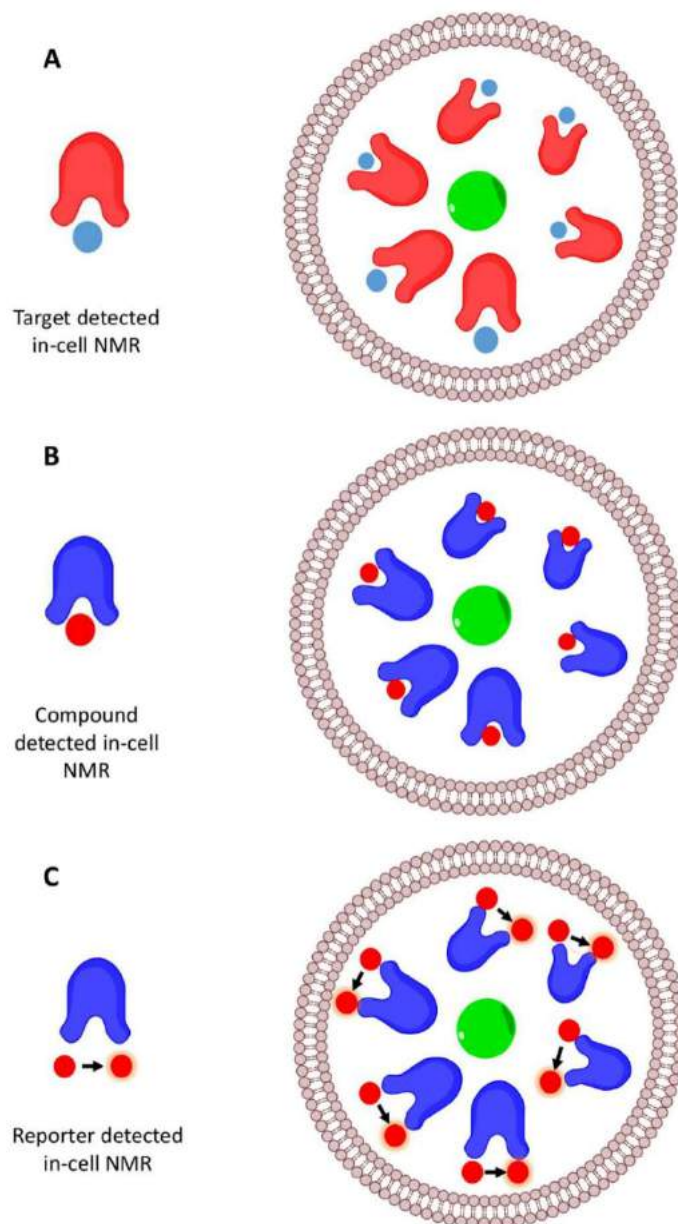 A
Target detected
in-cell NMR
B
Compound
detected in-cell
NMR
C
Reporter detected
in-cell NMR